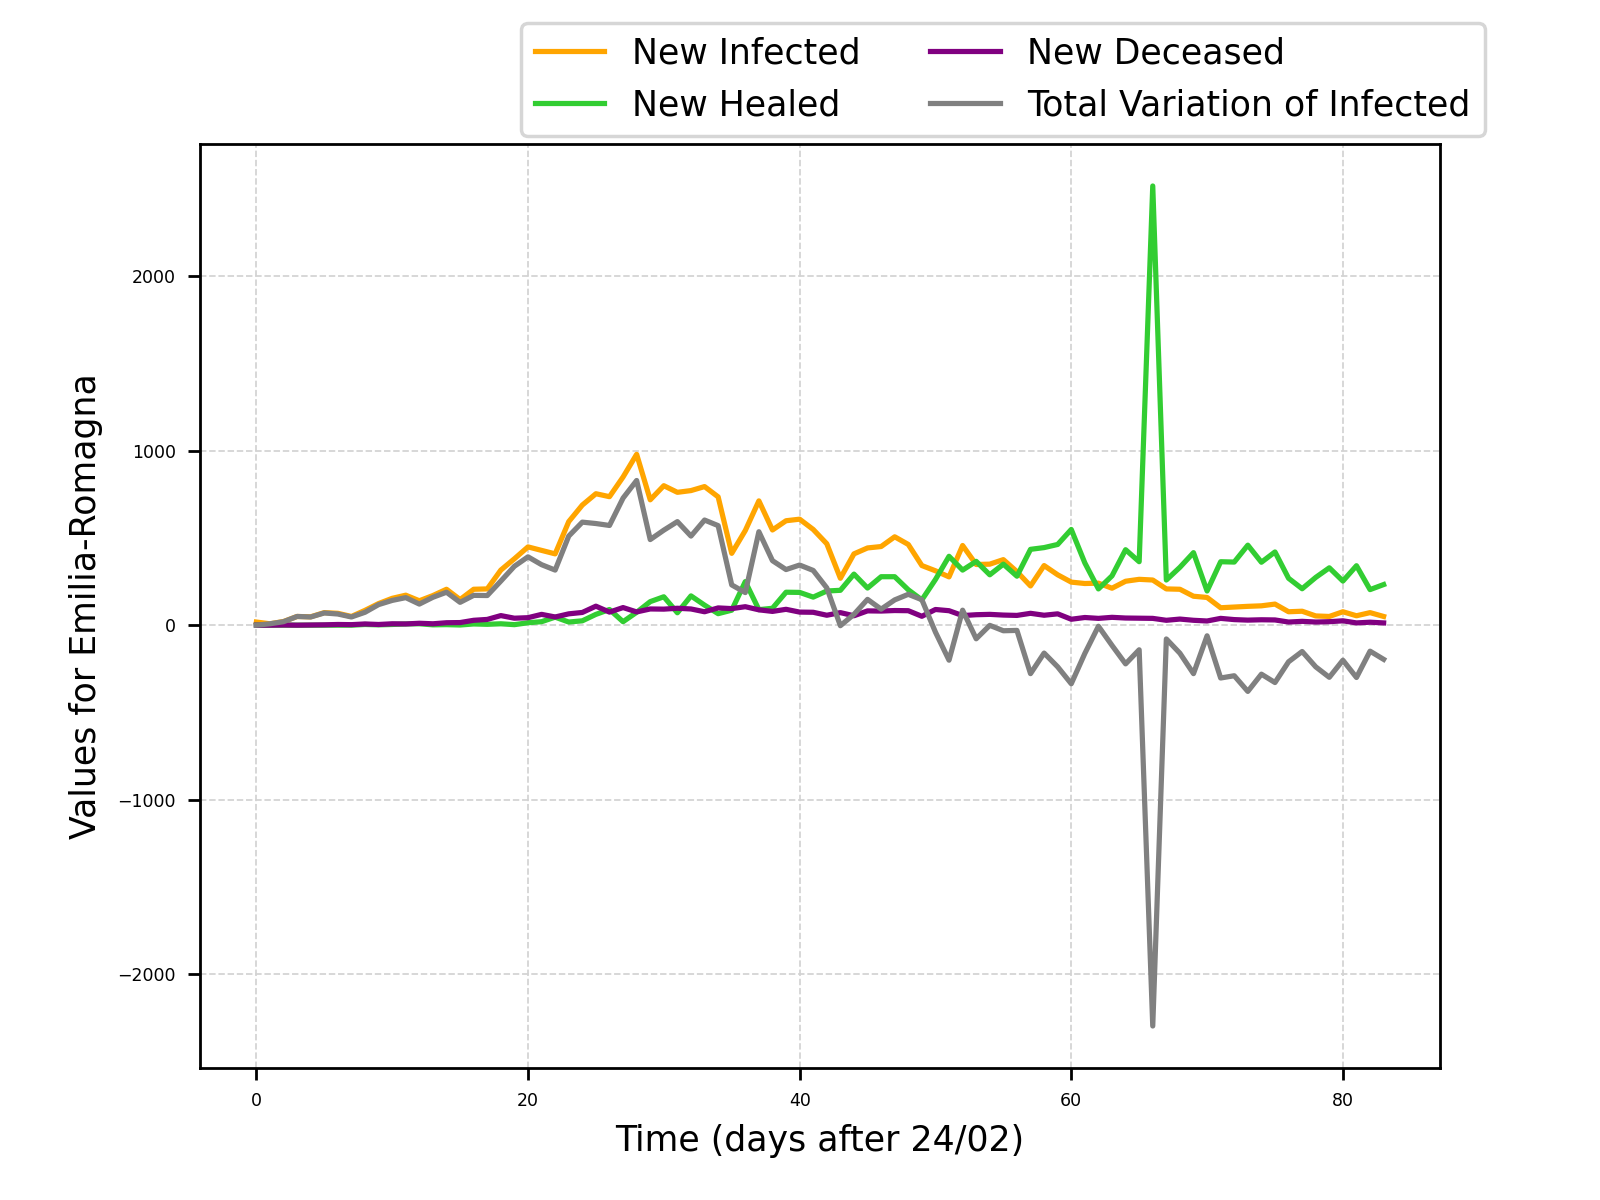 New Infected
New Healed
New Deceased
Total Variation of Infected
2000
1000
0
−1000
−2000
Values for Emilia-Romagna
0 20 40 60 80
Time (days after 24/02)